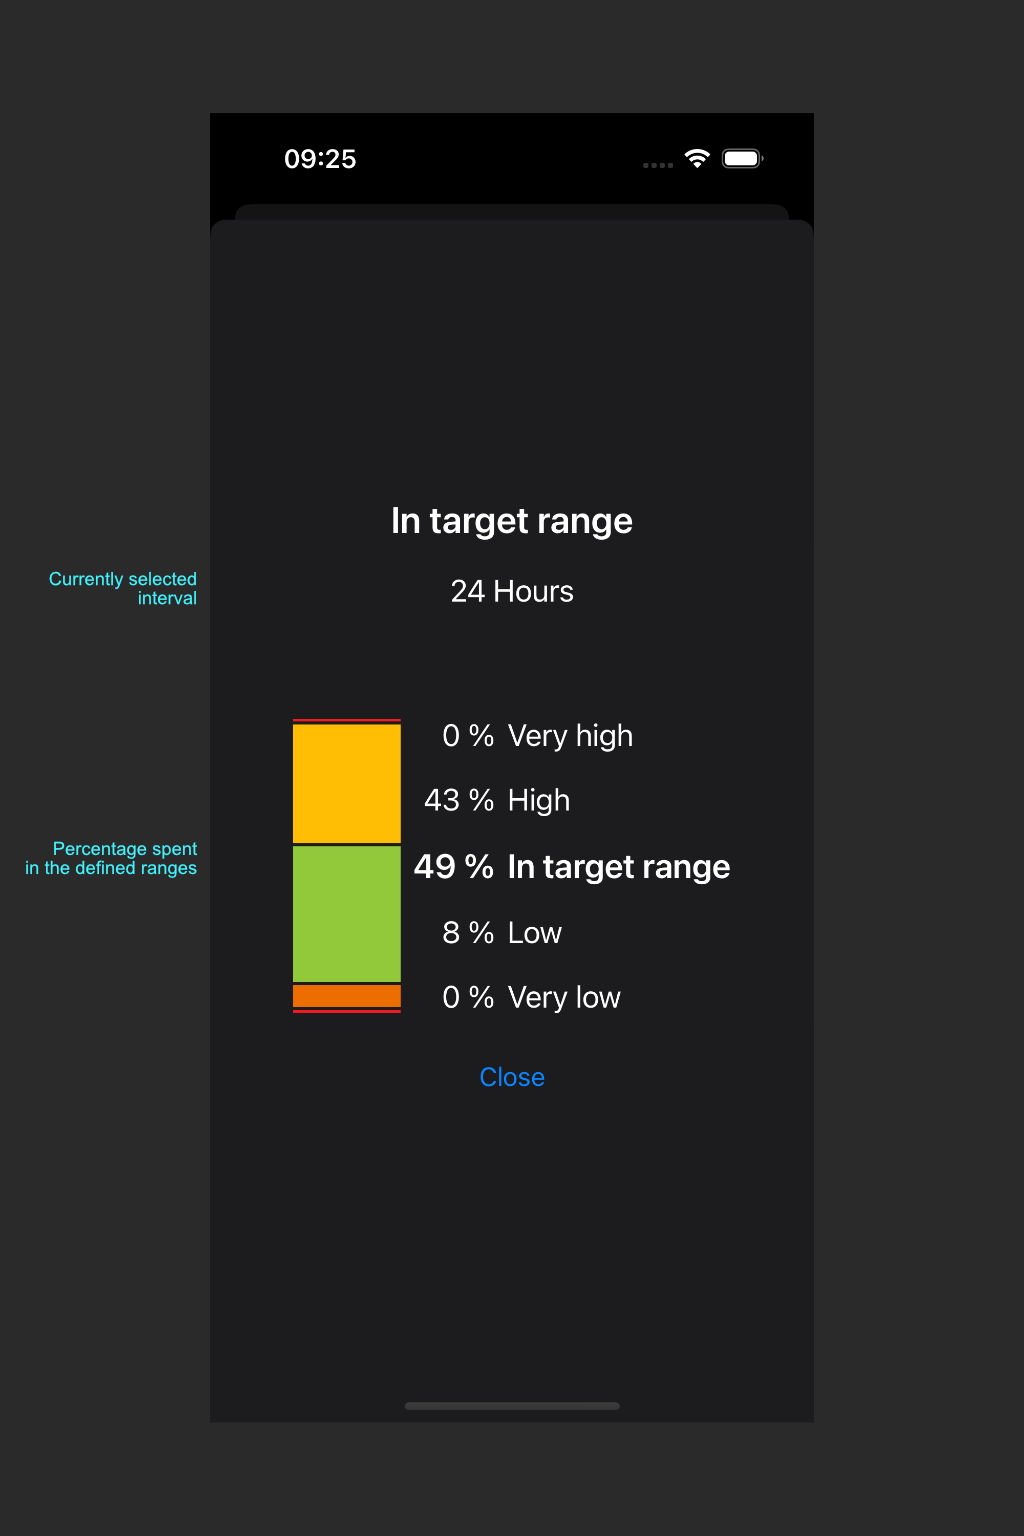 09:25
In target range
Currently selected
interval
24 Hours
0 % Very high
43 % High
Percentage spent
in the defined ranges
49 % In target range
8 % Low
0 % Very low
Close